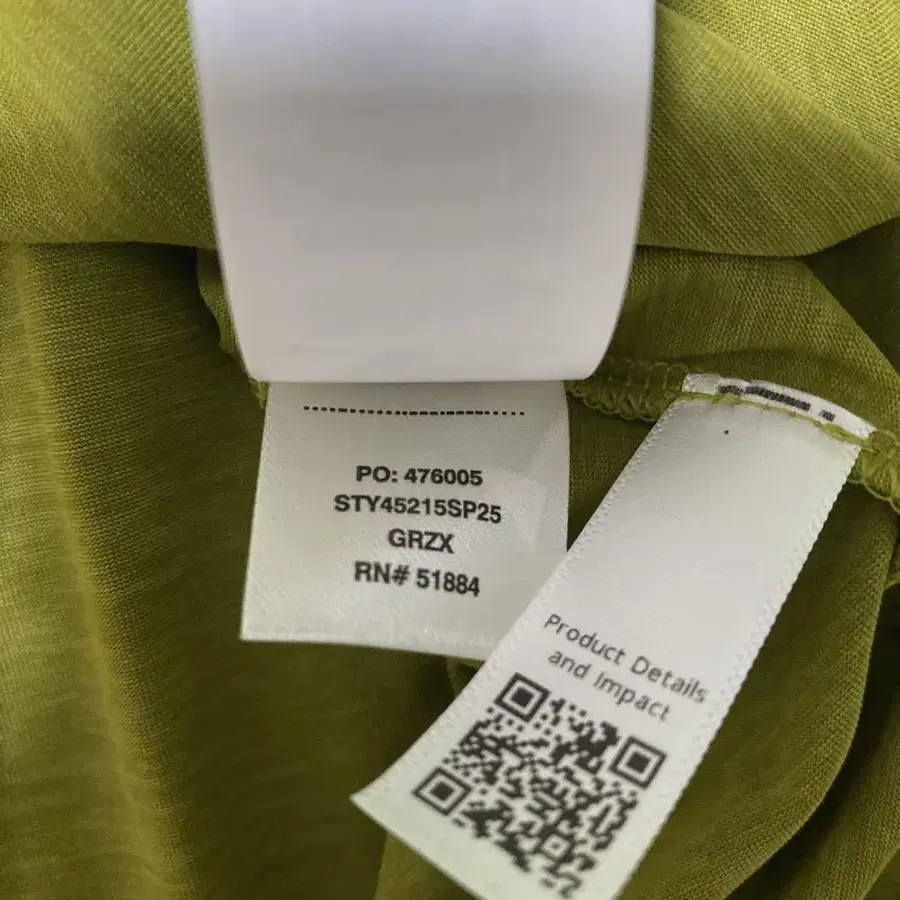 PO: 476005
STY45215SP25
GRZX
RN# 51884
Product Details
and impact